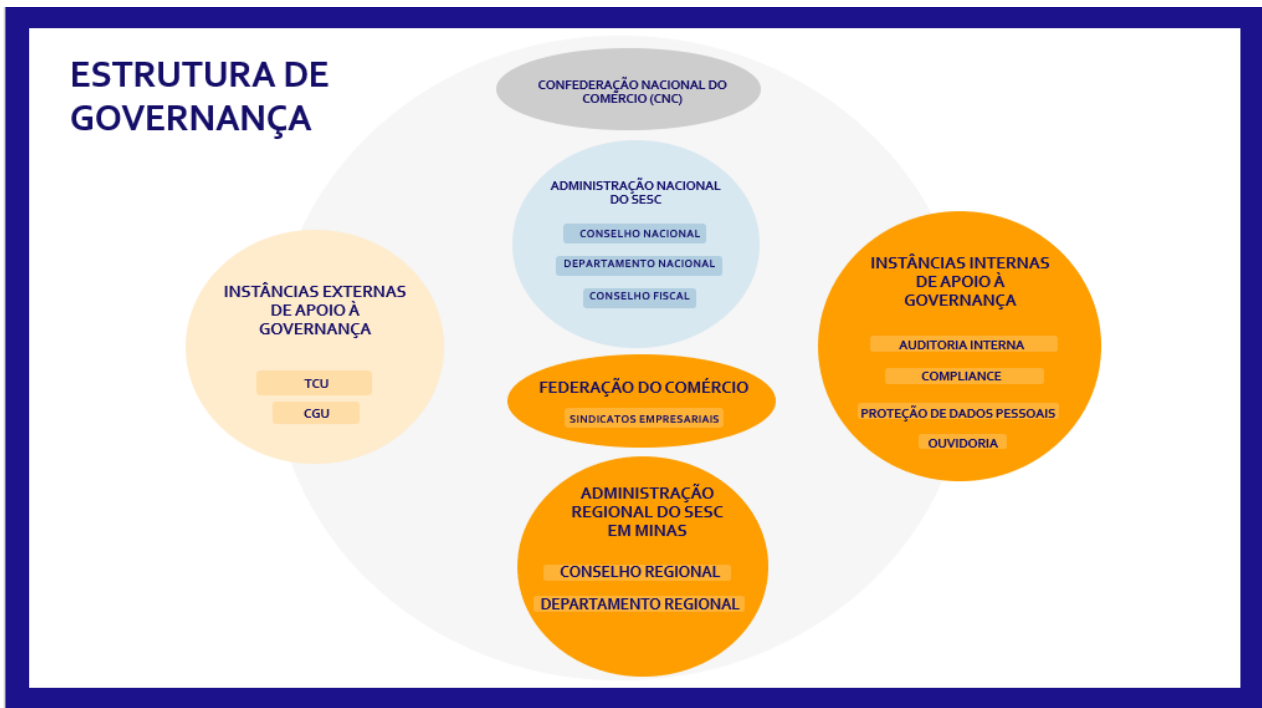 ESTRUTURA DE
GOVERNANÇA
CONFEDERAÇÃO NACIONAL DO
COMÉRCIO (CNC)
ADMINISTRAÇÃO NACIONAL
DO SESC
CONSELHO NACIONAL
DEPARTAMENTO NACIONAL
CONSELHO FISCAL
INSTÂNCIAS EXTERNAS
DE APOIO À
GOVERNANÇA
TCU
CGU
INSTÂNCIAS INTERNAS
DE APOIO À
GOVERNANÇA
AUDITORIA INTERNA
COMPLIANCE
PROTEÇÃO DE DADOS PESSOAIS
OUVIDORIA
FEDERAÇÃO DO COMÉRCIO
SINDICATOS EMPRESARIAIS
ADMINISTRAÇÃO
REGIONAL DO SESC
EM MINAS
CONSELHO REGIONAL
DEPARTAMENTO REGIONAL